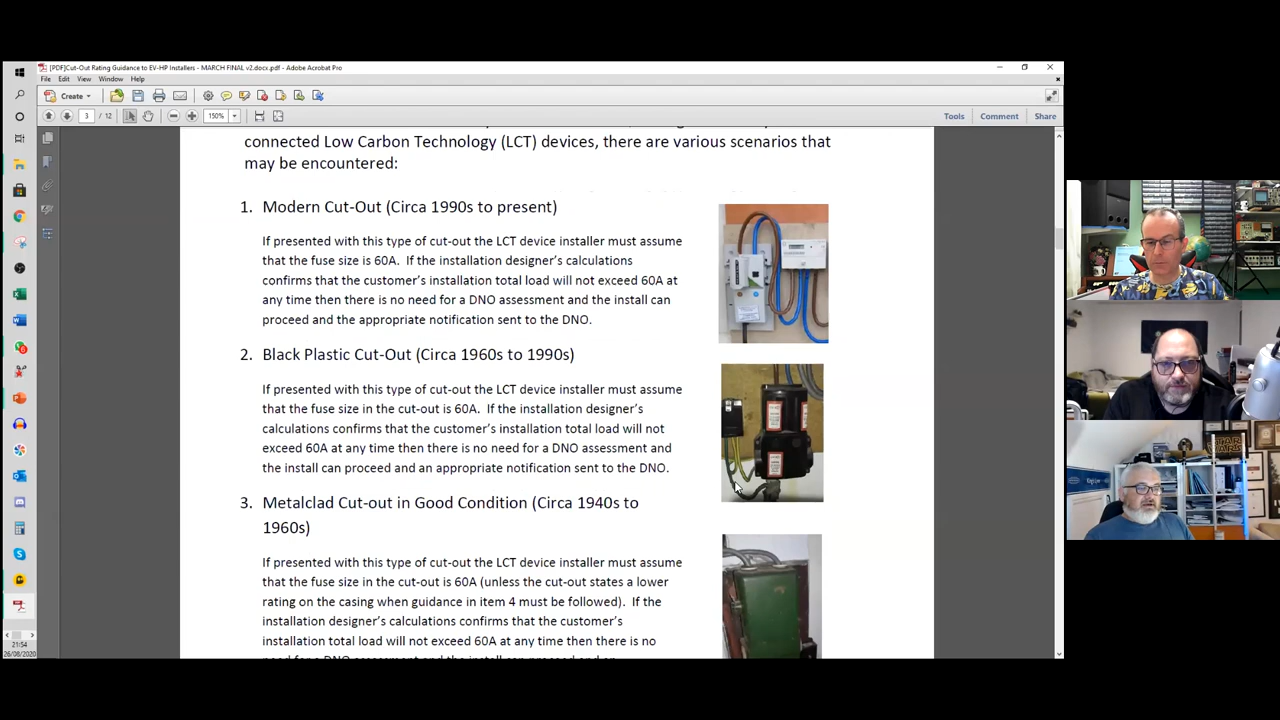 [PDF]Cut-Out Rating Guidance to EV-HP Installers - MARCH FINAL v2.docx.pdf - Adobe Acrobat Pro
File Edit View Window Help
Create
3 / 12 150% Tools Comment Share
connected Low Carbon Technology (LCT) devices, there are various scenarios that
may be encountered:
1. Modern Cut-Out (Circa 1990s to present)
If presented with this type of cut-out the LCT device installer must assume
that the fuse size is 60A. If the installation designer's calculations
confirms that the customer's installation total load will not exceed 60A at
any time then there is no need for a DNO assessment and the install can
proceed and the appropriate notification sent to the DNO.
2. Black Plastic Cut-Out (Circa 1960s to 1990s)
If presented with this type of cut-out the LCT device installer must assume
that the fuse size in the cut-out is 60A. If the installation designer's
calculations confirms that the customer's installation total load will not
exceed 60A at any time then there is no need for a DNO assessment and
the install can proceed and an appropriate notification sent to the DNO.
3. Metalclad Cut-out in Good Condition (Circa 1940s to
1960s)
If presented with this type of cut-out the LCT device installer must assume
that the fuse size in the cut-out is 60A (unless the cut-out states a lower
rating on the casing when guidance in item 4 must be followed). If the
installation designer's calculations confirms that the customer's
installation total load will not exceed 60A at any time then there is no
21:54
26/08/2020
STAR
WARS